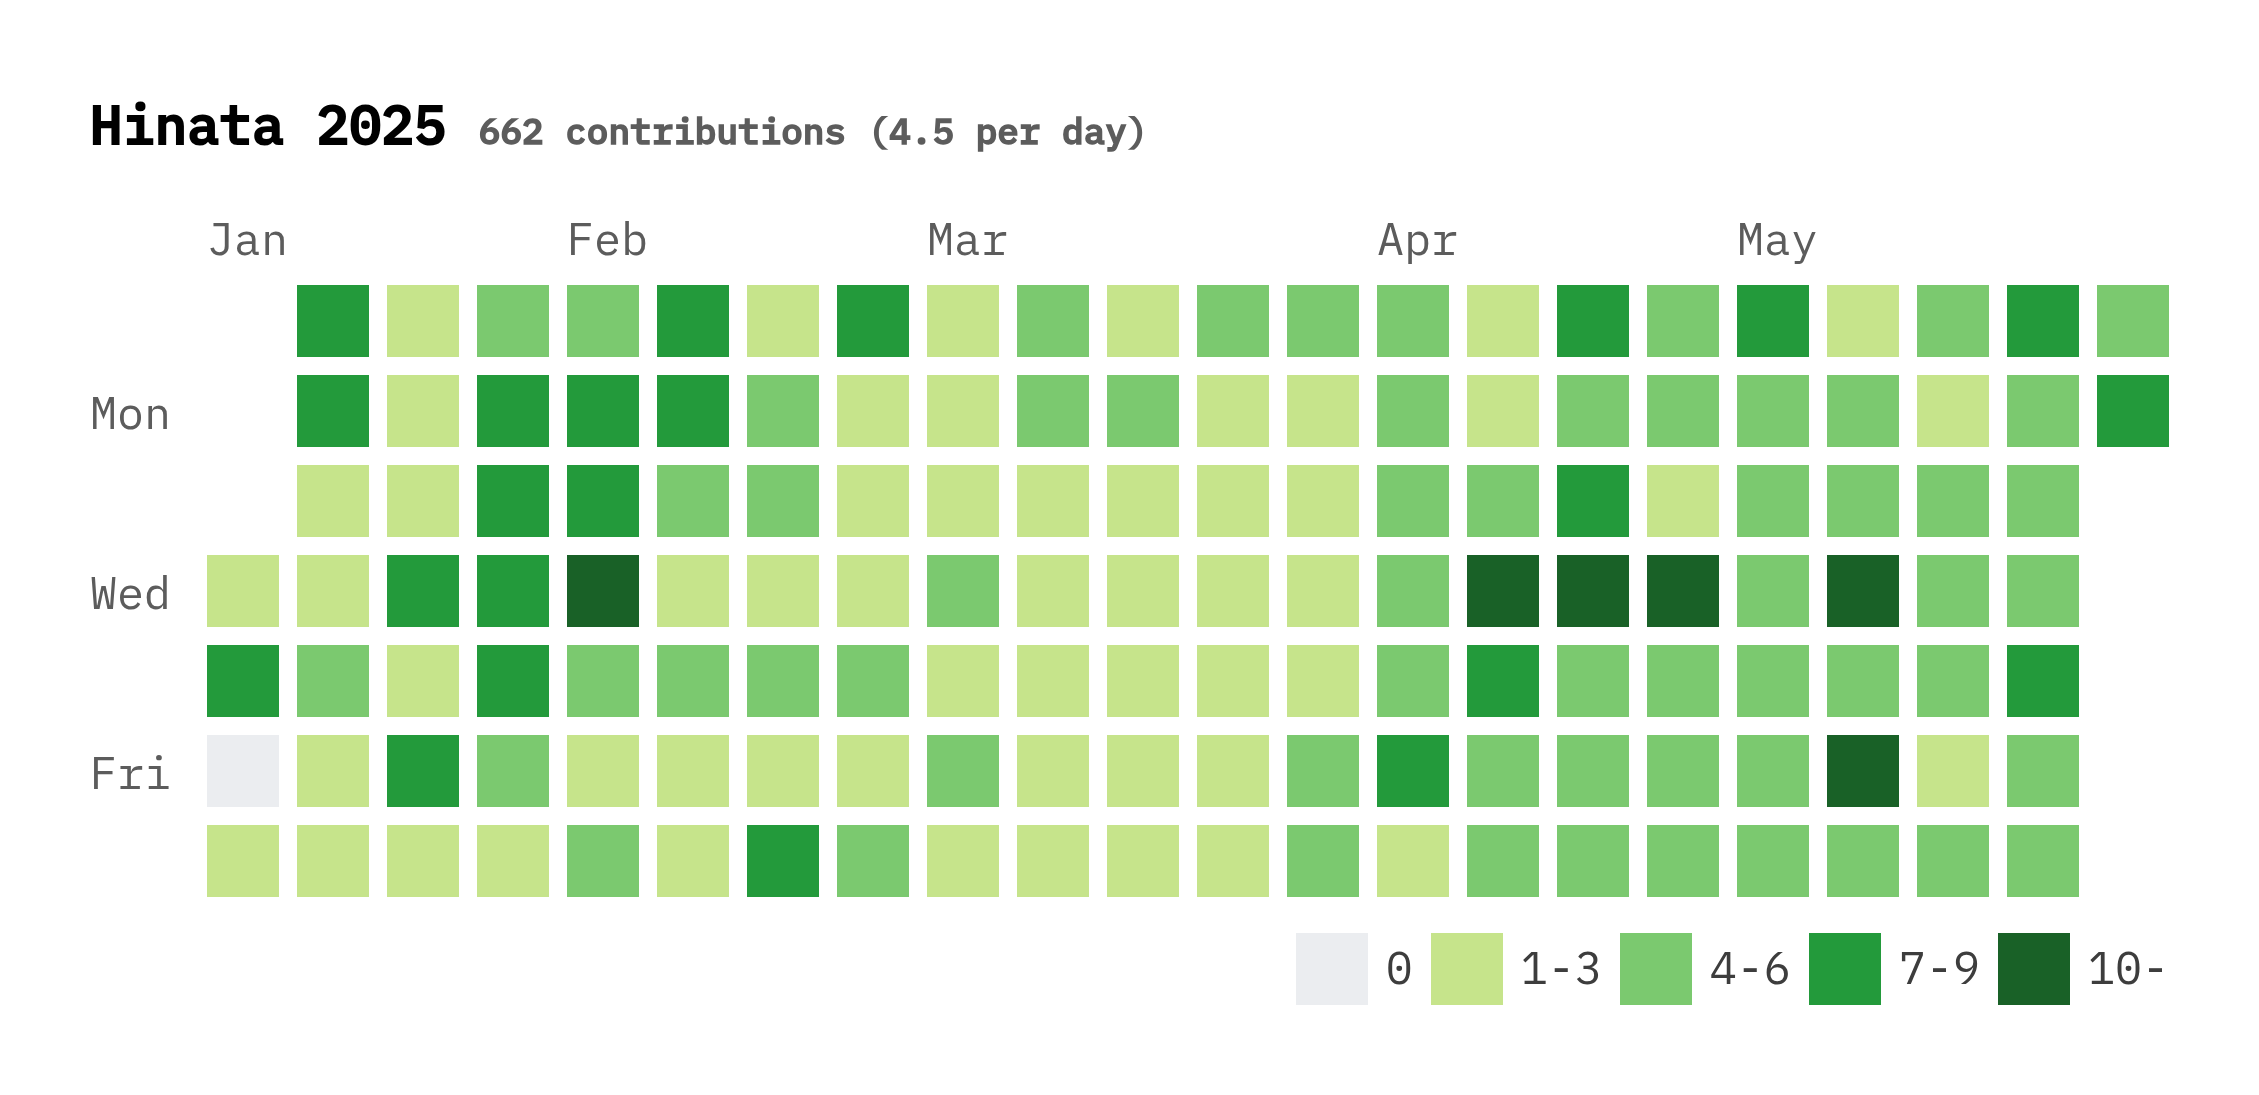 Hinata 2025 662 contributions (4.5 per day)
Jan Feb Mar Apr May
Mon
Wed
Fri
0 1-3 4-6 7-9 10-